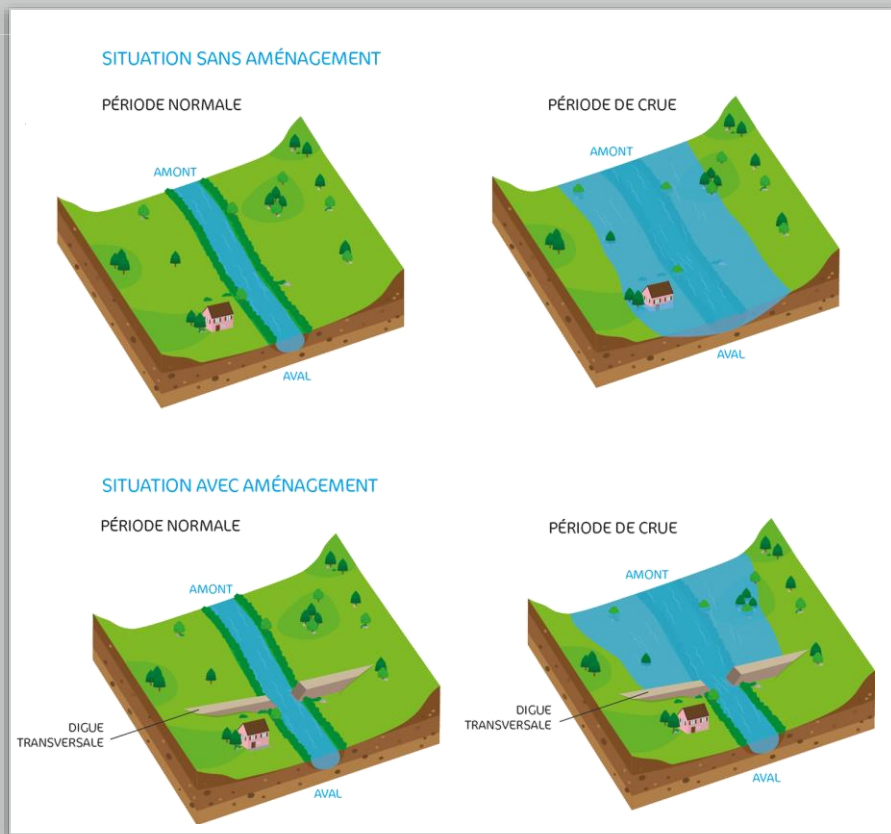 SITUATION SANS AMÉNAGEMENT
PÉRIODE NORMALE
PÉRIODE DE CRUE
AMONT
AMONT
AVAL
AVAL
SITUATION AVEC AMÉNAGEMENT
PÉRIODE NORMALE
PÉRIODE DE CRUE
AMONT
AMONT
DIGUE
TRANSVERSALE
DIGUE
TRANSVERSALE
AVAL
AVAL